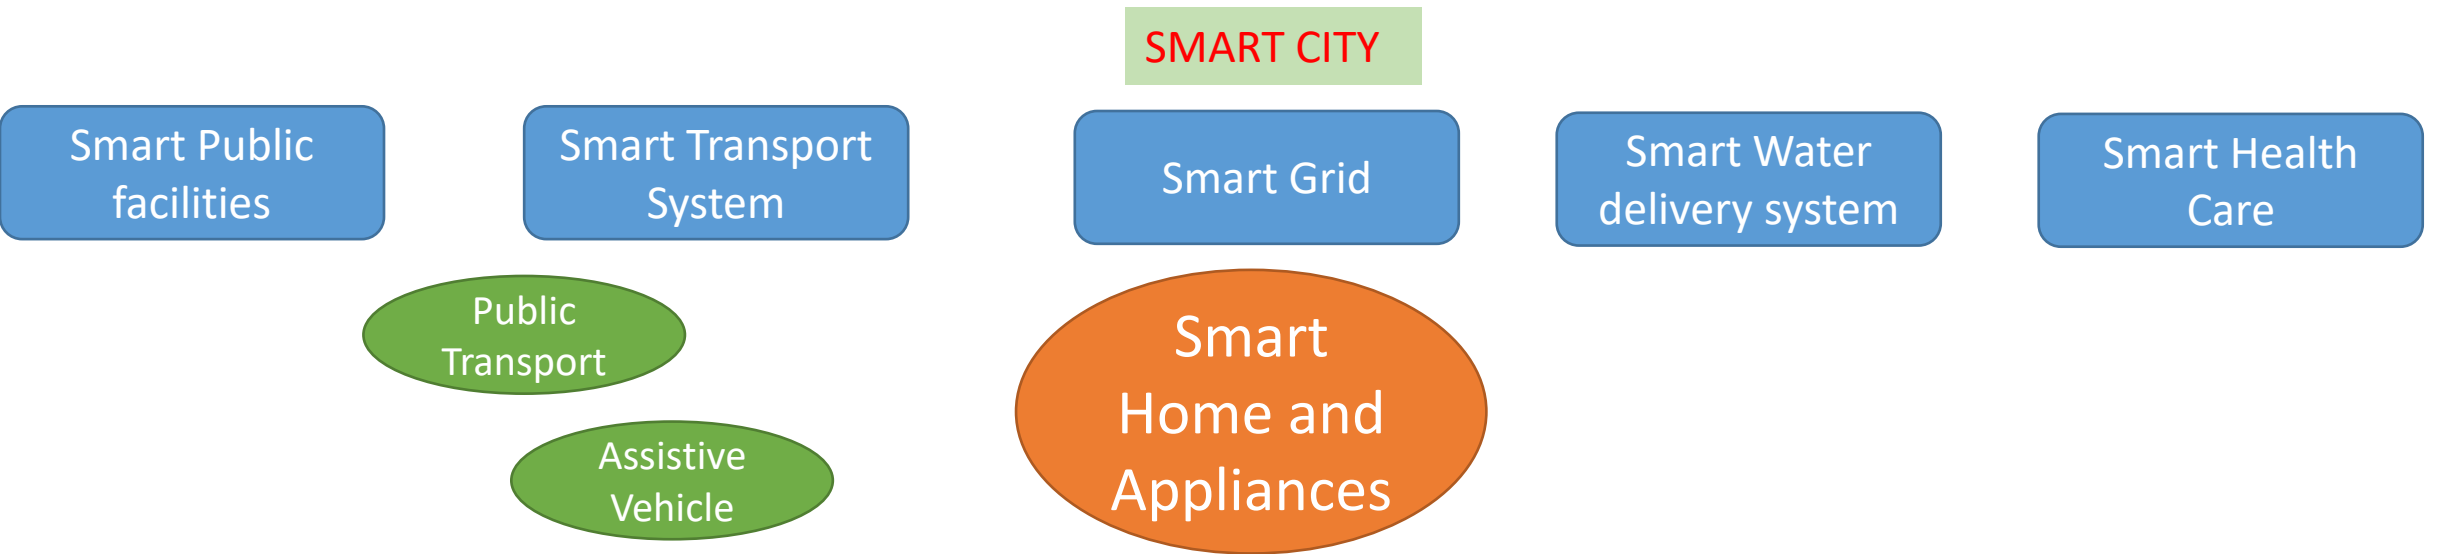 SMART CITY
Smart Public
facilities
Smart Transport
System
Smart Grid
Smart Water
delivery system
Smart Health
Care
Public
Transport
Assistive
Vehicle
Smart
Home and
Appliances